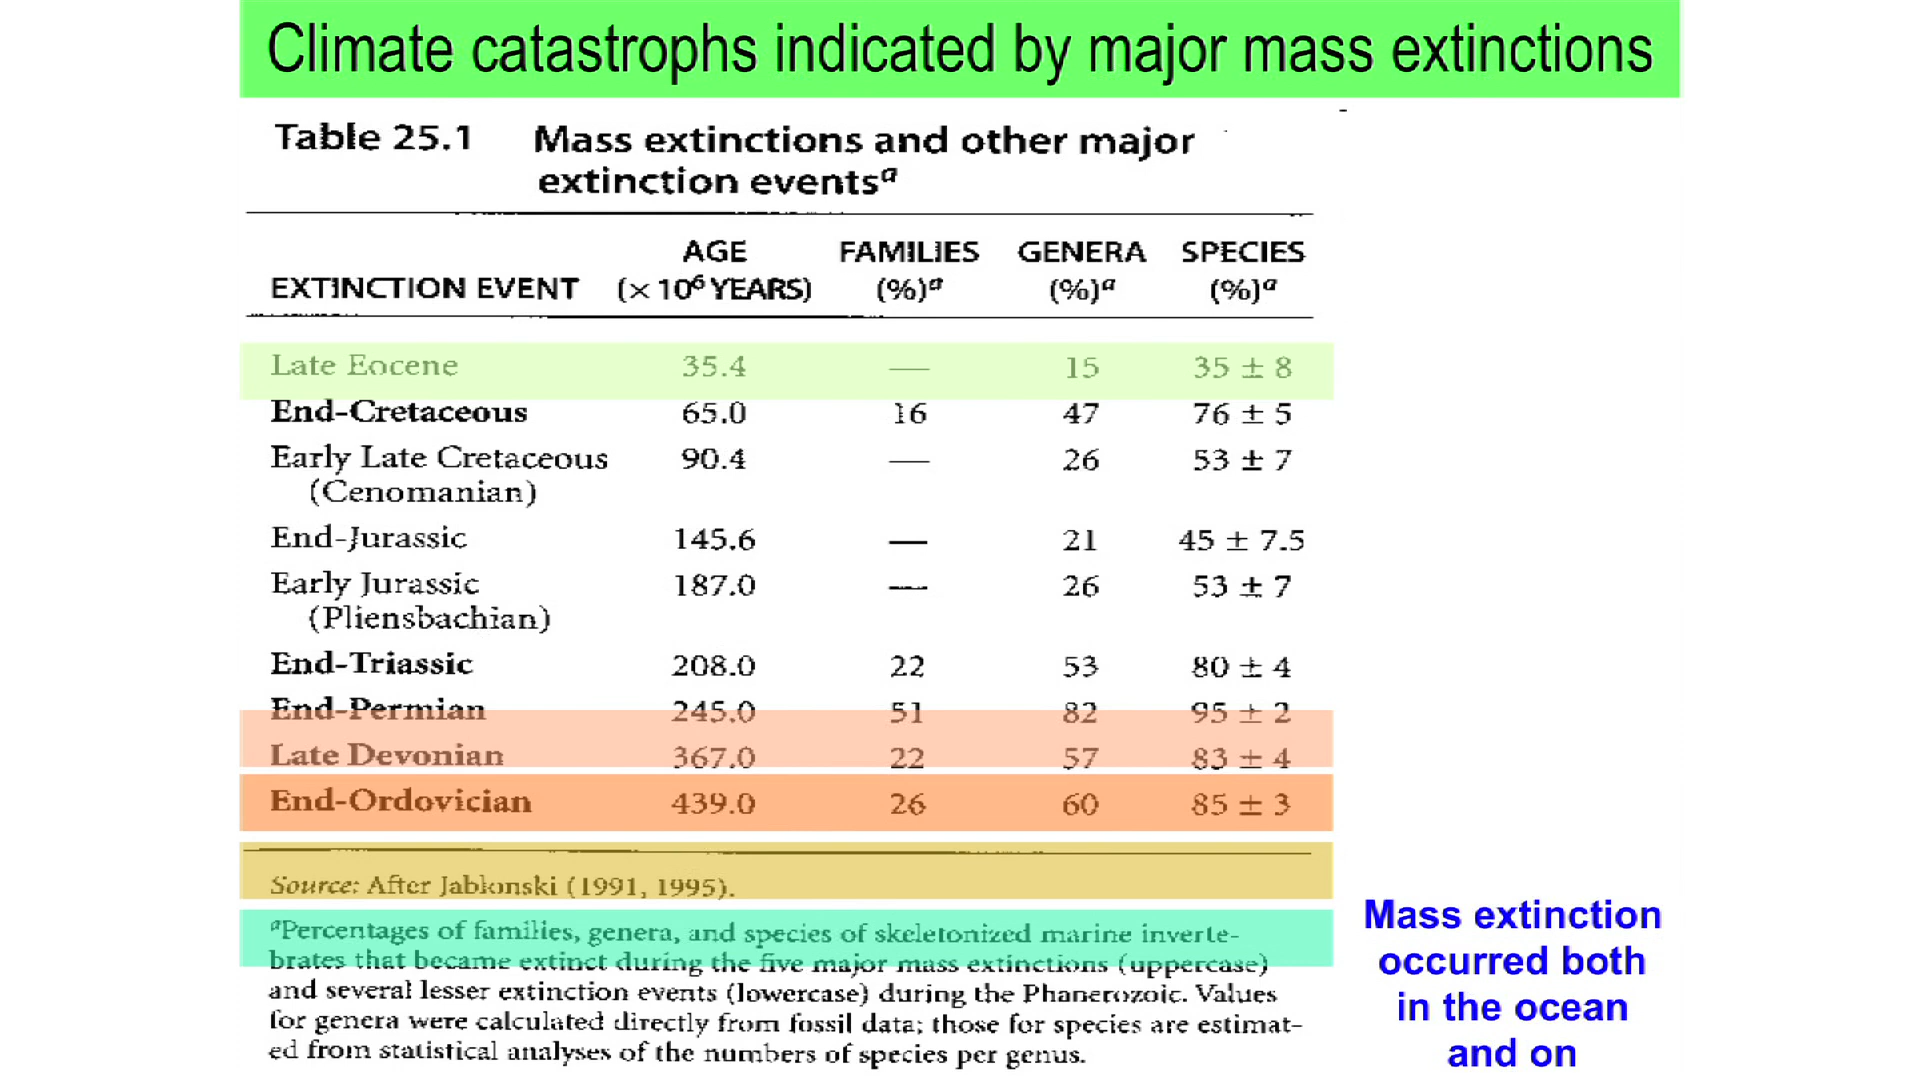 Climate catastrophs indicated by major mass extinctions
Table 25.1 Mass extinctions and other major
extinction events^a
AGE FAMILIES GENERA SPECIES
EXTINCTION EVENT (× 10^6 YEARS) (%)^a (%)^a (%)^a
Late Eocene 35.4 — 15 35 ± 8
End-Cretaceous 65.0 16 47 76 ± 5
Early Late Cretaceous 90.4 — 26 53 ± 7
(Cenomanian)
End-Jurassic 145.6 — 21 45 ± 7.5
Early Jurassic 187.0 — 26 53 ± 7
(Pliensbachian)
End-Triassic 208.0 22 53 80 ± 4
End-Permian 245.0 51 82 95 ± 2
Late Devonian 367.0 22 57 83 ± 4
End-Ordovician 439.0 26 60 85 ± 3
Source: After Jablonski (1991, 1995).
^aPercentages of families, genera, and species of skeletonized marine inverte-
brates that became extinct during the five major mass extinctions (uppercase)
and several lesser extinction events (lowercase) during the Phanerozoic. Values
for genera were calculated directly from fossil data; those for species are estimat-
ed from statistical analyses of the numbers of species per genus.
Mass extinction
occurred both
in the ocean
and on